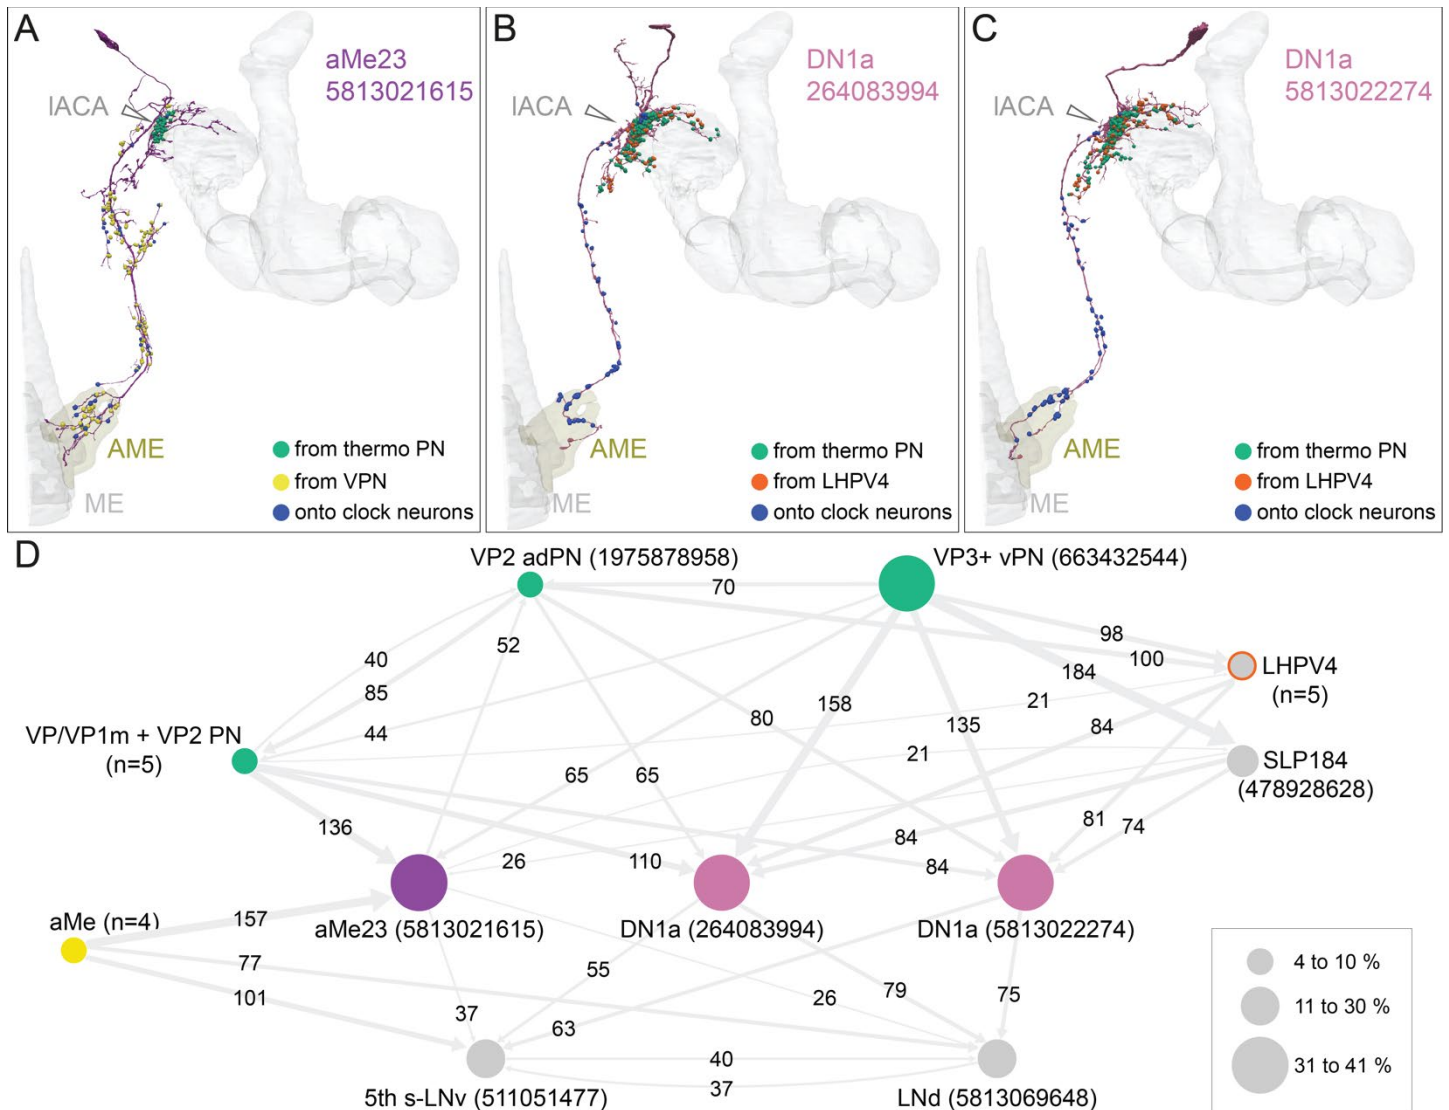 A
aMe23
5813021615
lACA
AME
ME
from thermo PN
from VPN
onto clock neurons
B
DN1a
264083994
lACA
AME
ME
from thermo PN
from LHPV4
onto clock neurons
C
DN1a
5813022274
lACA
AME
ME
from thermo PN
from LHPV4
onto clock neurons
D
VP2 adPN (1975878958)
VP3+ vPN (663432544)
70
98
100
184
LHPV4
(n=5)
52
40
85
44
21
158
80
135
84
VP/VP1m + VP2 PN
(n=5)
SLP184
(478928628)
21
65
65
136
26
110
84
84
81
74
aMe (n=4)
157
aMe23 (5813021615)
DN1a (264083994)
DN1a (5813022274)
77
101
55
37
63
26
79
75
40
37
5th s-LNv (511051477)
LNd (5813069648)
4 to 10 %
11 to 30 %
31 to 41 %